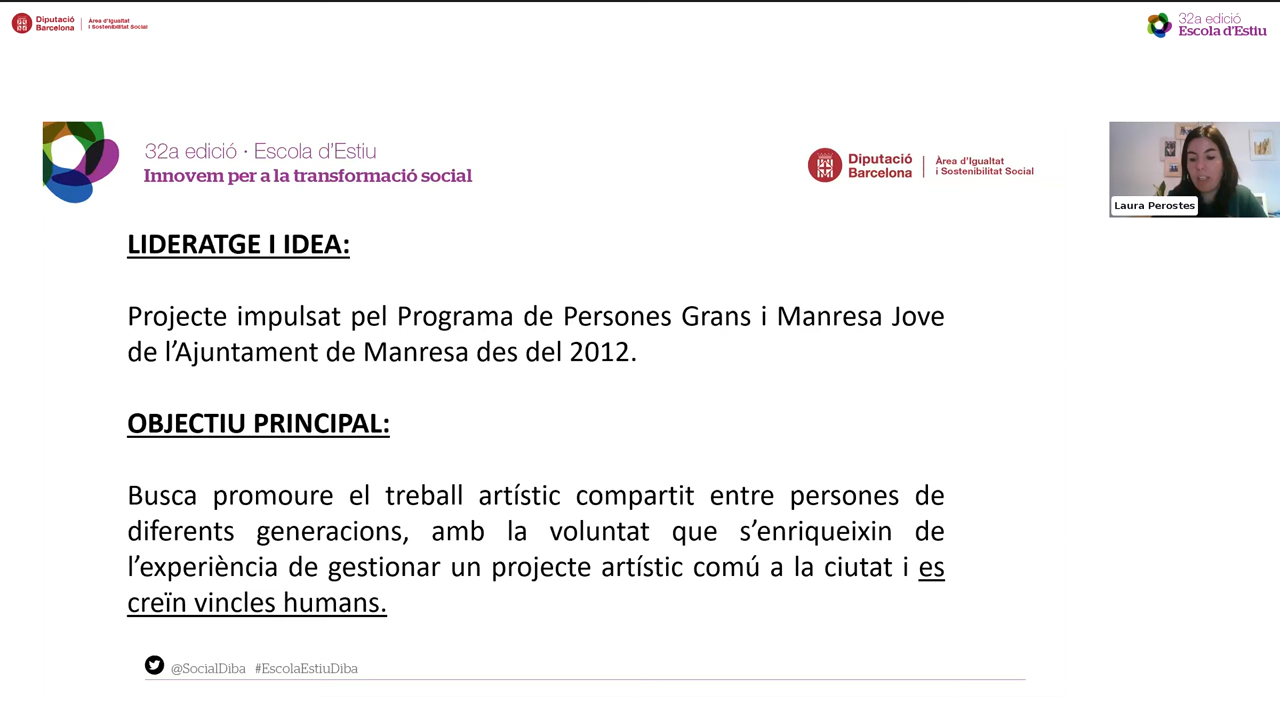 Diputació
Barcelona
Àrea d'Igualtat
i Sostenibilitat Social
32a edició
Escola d'Estiu
32a edició · Escola d'Estiu
Innovem per a la transformació social
Diputació
Barcelona
Àrea d'Igualtat
i Sostenibilitat Social
Laura Perostes
LIDERATGE I IDEA:
Projecte impulsat pel Programa de Persones Grans i Manresa Jove
de l’Ajuntament de Manresa des del 2012.
OBJECTIU PRINCIPAL:
Busca promoure el treball artístic compartit entre persones de
diferents generacions, amb la voluntat que s’enriqueixin de
l’experiència de gestionar un projecte artístic comú a la ciutat i es
creïn vincles humans.
@SocialDiba #EscolaEstiuDiba